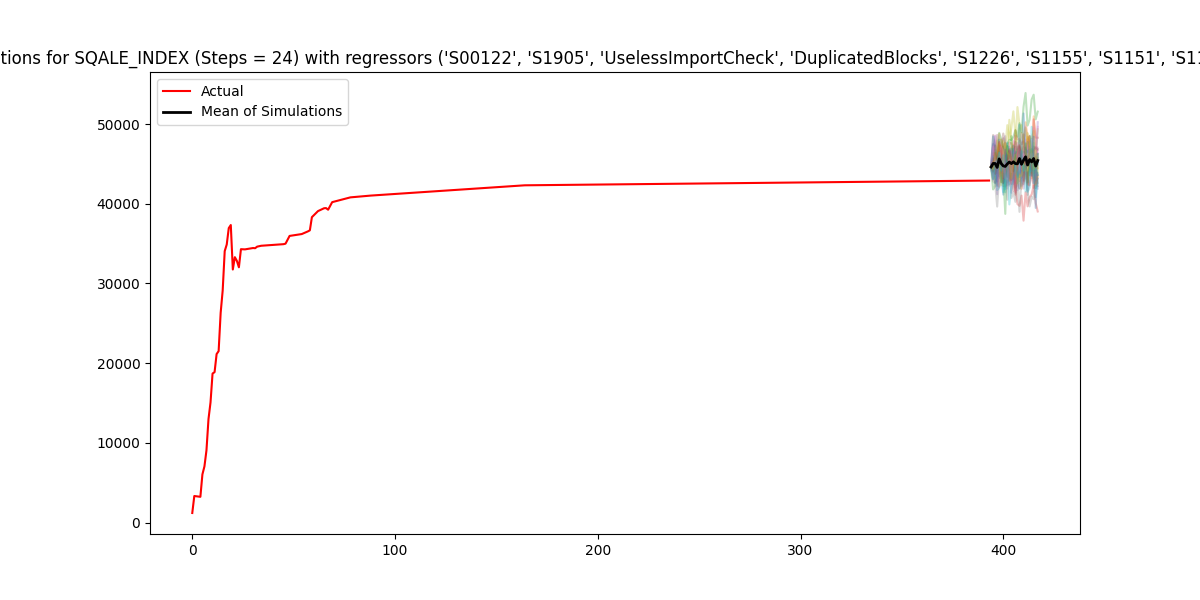 tions for SQALE_INDEX (Steps = 24) with regressors ('S00122', 'S1905', 'UselessImportCheck', 'DuplicatedBlocks', 'S1226', 'S1155', 'S1151', 'S11
Actual
Mean of Simulations
50000
40000
30000
20000
10000
0
0 100 200 300 400